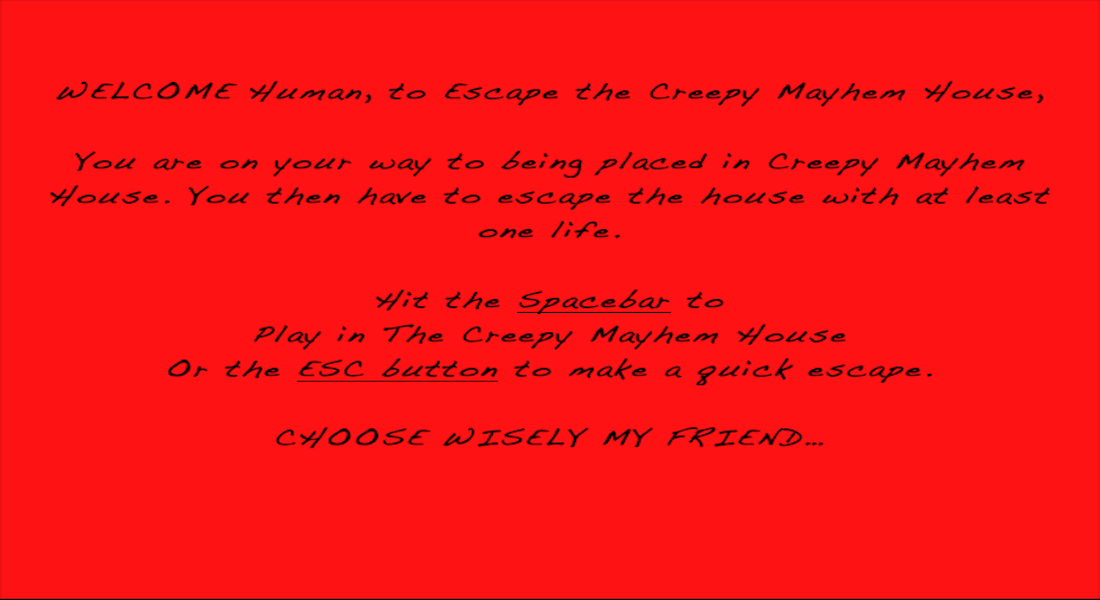 WELCOME Human, to Escape the Creepy Mayhem House,
You are on your way to being placed in Creepy Mayhem
House. You then have to escape the house with at least
one life.
Hit the Spacebar to
Play in The Creepy Mayhem House
Or the ESC button to make a quick escape.
CHOOSE WISELY MY FRIEND...